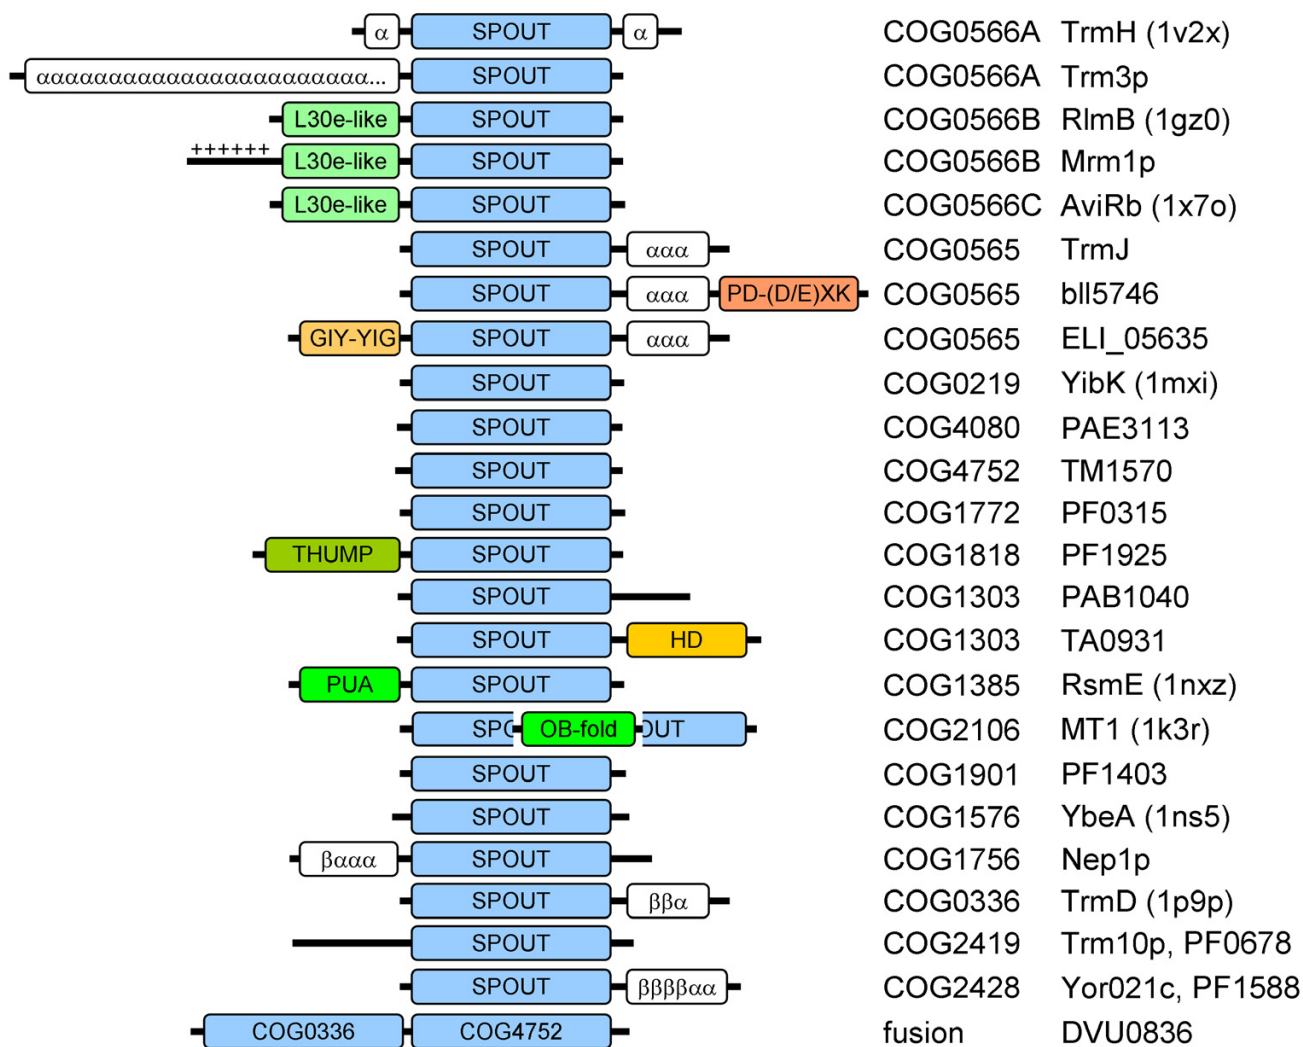 α SPOUT α COG0566A TrmH (1v2x)
ααααααααααααααααααααααα... SPOUT COG0566A Trm3p
L30e-like SPOUT COG0566B RlmB (1gz0)
++++++
L30e-like SPOUT COG0566B Mrm1p
L30e-like SPOUT COG0566C AviRb (1x7o)
SPOUT ααα COG0565 TrmJ
SPOUT ααα PD-(D/E)XK COG0565 bll5746
GIY-YIG SPOUT ααα COG0565 ELI_05635
SPOUT COG0219 YibK (1mxi)
SPOUT COG4080 PAE3113
SPOUT COG4752 TM1570
SPOUT COG1772 PF0315
THUMP SPOUT COG1818 PF1925
SPOUT COG1303 PAB1040
SPOUT HD COG1303 TA0931
PUA SPOUT COG1385 RsmE (1nxz)
SPO OB-fold OUT COG2106 MT1 (1k3r)
SPOUT COG1901 PF1403
SPOUT COG1576 YbeA (1ns5)
βααα SPOUT COG1756 Nep1p
SPOUT ββα COG0336 TrmD (1p9p)
SPOUT COG2419 Trm10p, PF0678
SPOUT ββββαα COG2428 Yor021c, PF1588
COG0336 COG4752 fusion DVU0836